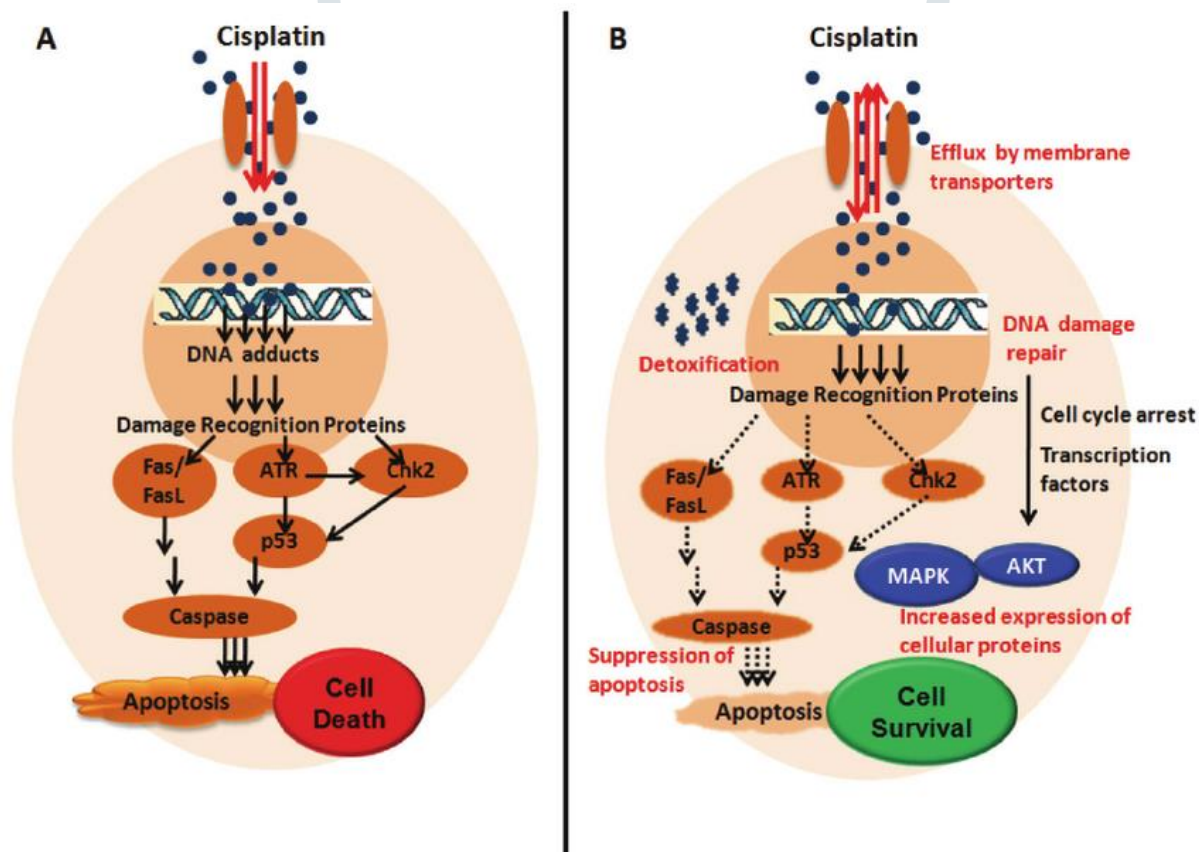 A
Cisplatin
DNA adducts
Damage Recognition Proteins
Fas/
FasL
ATR
Chk2
p53
Caspase
Apoptosis
Cell
Death
B
Cisplatin
Efflux by membrane
transporters
Detoxification
DNA damage
repair
Damage Recognition Proteins
Cell cycle arrest
Transcription
factors
Fas/
FasL
ATR
Chk2
p53
MAPK
AKT
Caspase
Increased expression of
cellular proteins
Suppression of
apoptosis
Apoptosis
Cell
Survival